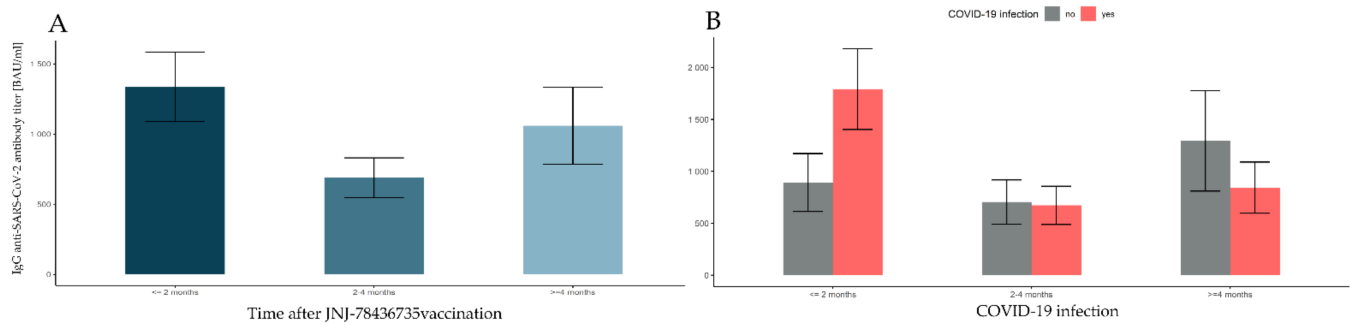 A
IgG anti-SARS-CoV-2 antibody titer [BAU/ml]
1 500
1 000
500
0
<= 2 months
2-4 months
>=4 months
Time after JNJ-78436735vaccination
B
COVID-19 infection no yes
2 000
1 500
1 000
500
0
<= 2 months
2-4 months
>=4 months
COVID-19 infection